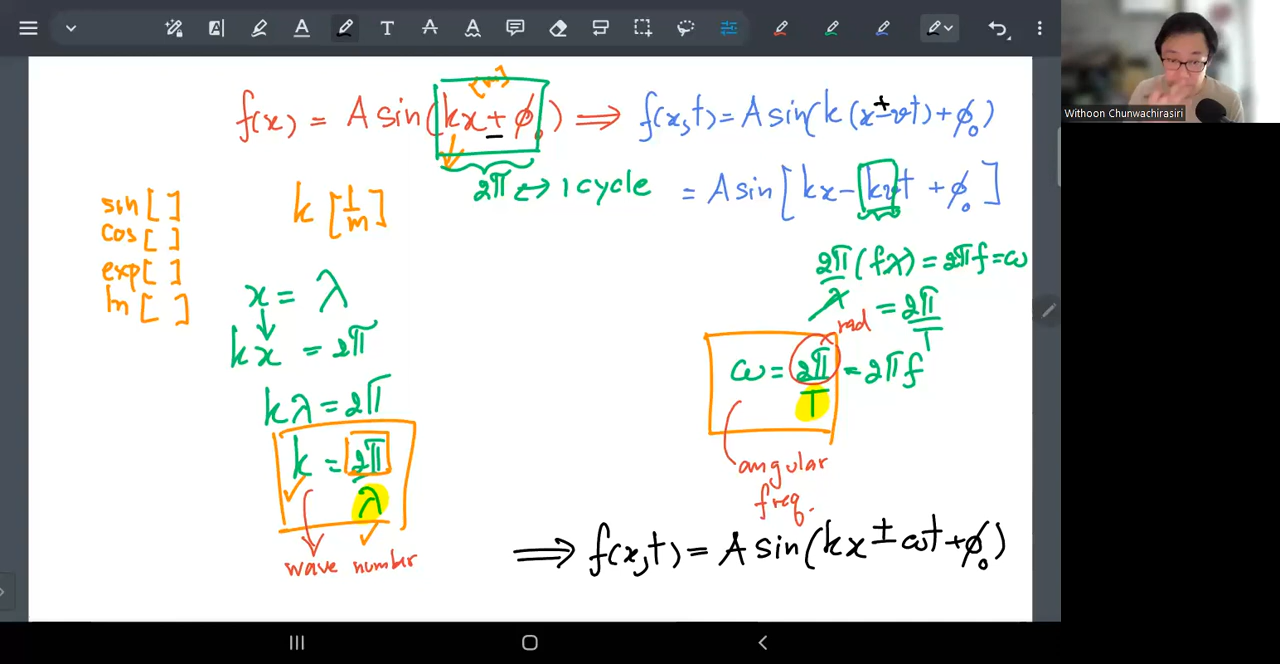 f(x) = A sin(kx ± ϕ₀) ⟹ f(x,t) = A sin(k(x ± vt) + ϕ₀)
[m]
2π ↔ 1 cycle
= A sin[kx − kvt + ϕ₀]
sin [ ]
cos [ ]
exp[ ]
ln [ ]
k [1/m]
x = λ
kx = 2π
kλ = 2π
k = 2π/λ
wave number
2π/λ (fλ) = 2πf = ω
= 2π/T
rad
ω = 2π/T = 2πf
angular
freq.
⟹ f(x,t) = A sin(kx ± ωt + ϕ₀)
Withoon Chunwachirasiri